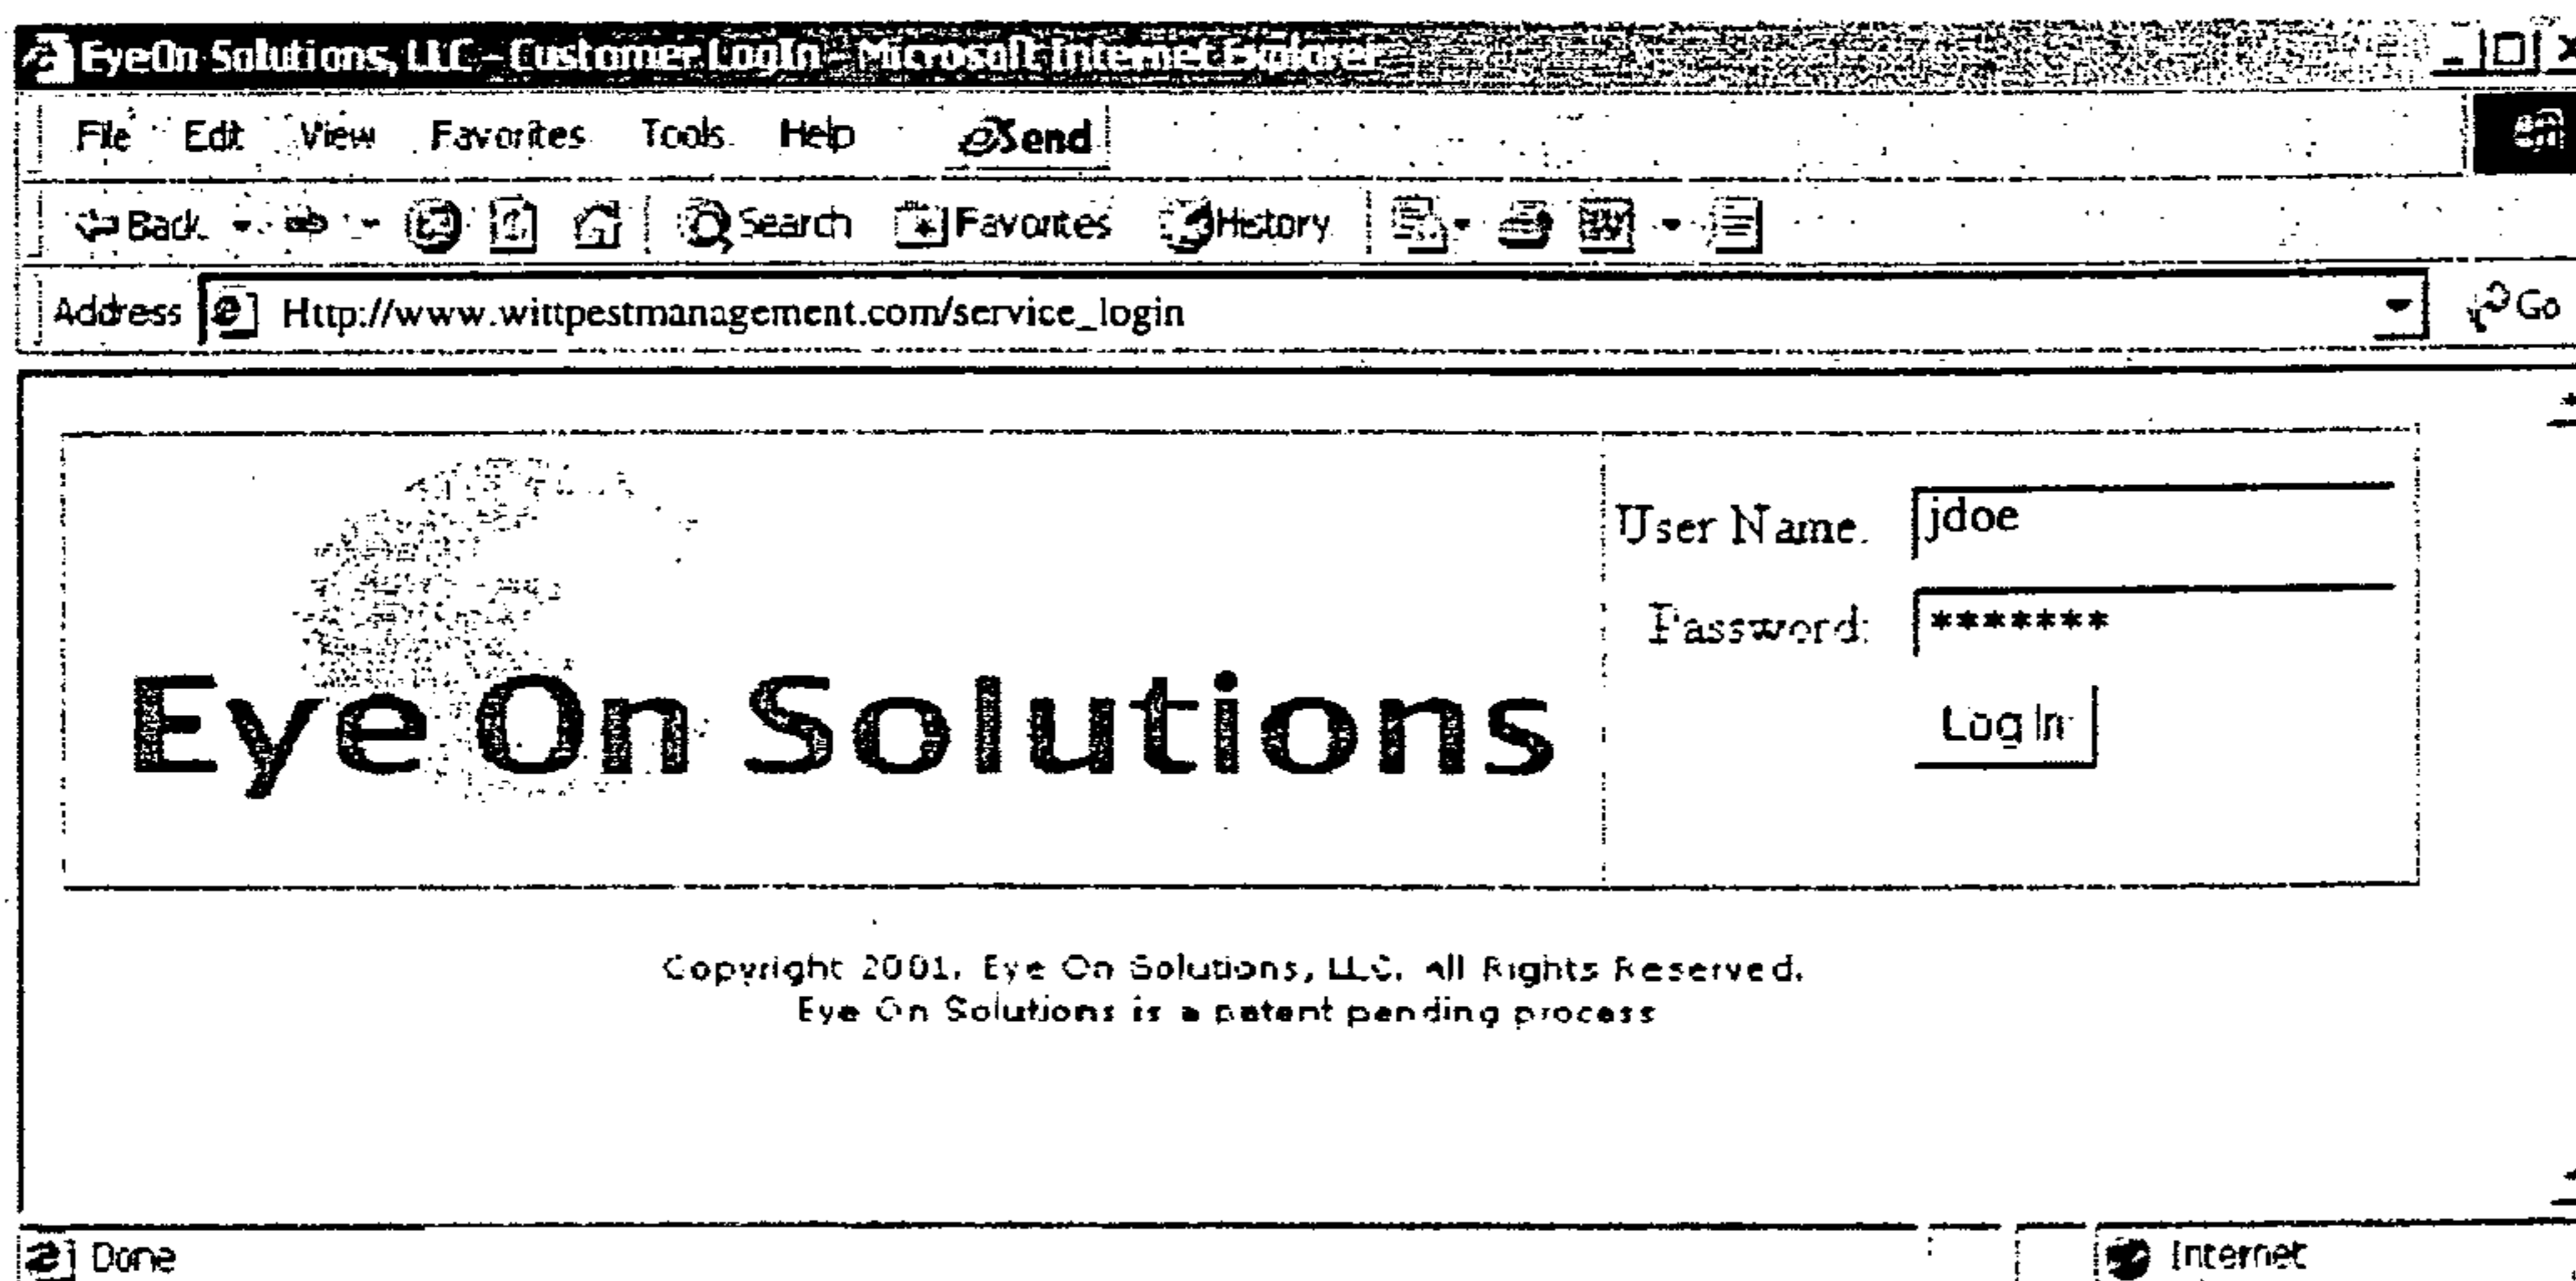 EyeOn Solutions, LLC - Customer LogIn - Microsoft Internet Explorer
File Edit View Favorites Tools Help eSend
Back Search Favorites History
Address Http://www.wittpestmanagement.com/service_login Go
User Name: jdoe
Password: *******
Log In
Eye On Solutions
Copyright 2001. Eye On Solutions, LLC. All Rights Reserved.
Eye On Solutions is a patent pending process
Done Internet